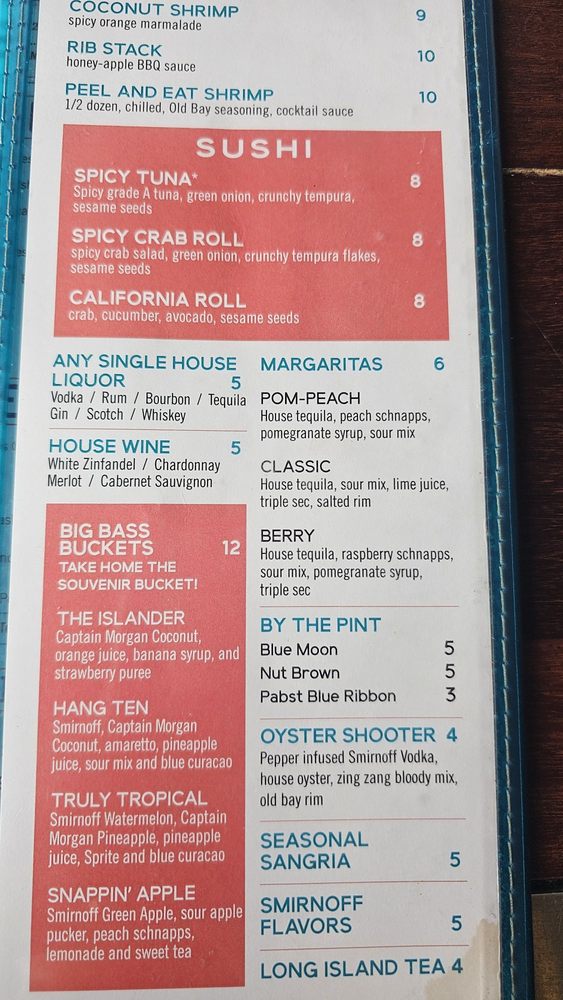 COCONUT SHRIMP 9
spicy orange marmalade
RIB STACK 10
honey-apple BBQ sauce
PEEL AND EAT SHRIMP 10
1/2 dozen, chilled, Old Bay seasoning, cocktail sauce
SUSHI
SPICY TUNA* 8
Spicy grade A tuna, green onion, crunchy tempura,
sesame seeds
SPICY CRAB ROLL 8
spicy crab salad, green onion, crunchy tempura flakes,
sesame seeds
CALIFORNIA ROLL 8
crab, cucumber, avocado, sesame seeds
ANY SINGLE HOUSE
LIQUOR 5
Vodka / Rum / Bourbon / Tequila
Gin / Scotch / Whiskey
HOUSE WINE 5
White Zinfandel / Chardonnay
Merlot / Cabernet Sauvignon
BIG BASS
BUCKETS 12
TAKE HOME THE
SOUVENIR BUCKET!
THE ISLANDER
Captain Morgan Coconut,
orange juice, banana syrup, and
strawberry puree
HANG TEN
Smirnoff, Captain Morgan
Coconut, amaretto, pineapple
juice, sour mix and blue curacao
TRULY TROPICAL
Smirnoff Watermelon, Captain
Morgan Pineapple, pineapple
juice, Sprite and blue curacao
SNAPPIN' APPLE
Smirnoff Green Apple, sour apple
pucker, peach schnapps,
lemonade and sweet tea
MARGARITAS 6
POM-PEACH
House tequila, peach schnapps,
pomegranate syrup, sour mix
CLASSIC
House tequila, sour mix, lime juice,
triple sec, salted rim
BERRY
House tequila, raspberry schnapps,
sour mix, pomegranate syrup,
triple sec
BY THE PINT
Blue Moon 5
Nut Brown 5
Pabst Blue Ribbon 3
OYSTER SHOOTER 4
Pepper infused Smirnoff Vodka,
house oyster, zing zang bloody mix,
old bay rim
SEASONAL
SANGRIA 5
SMIRNOFF
FLAVORS 5
LONG ISLAND TEA 4